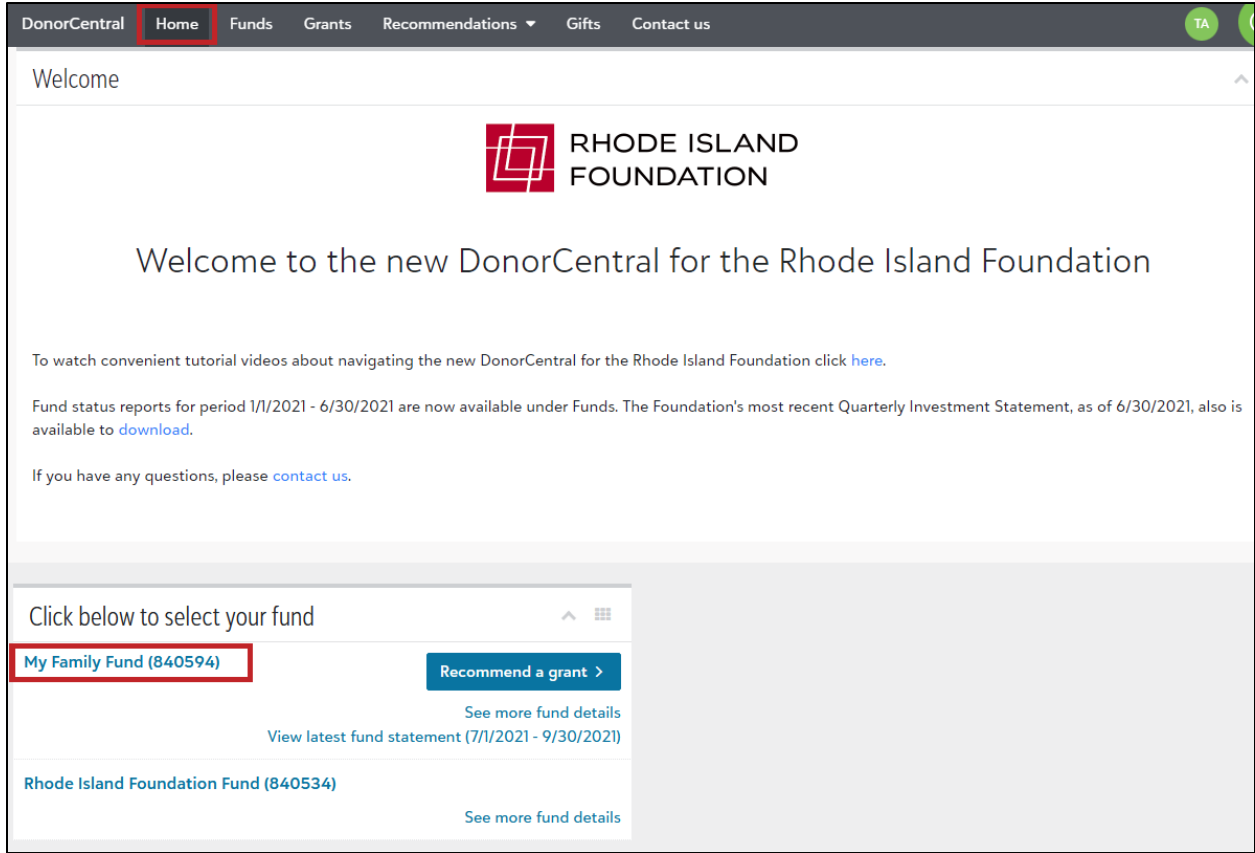 DonorCentral Home Funds Grants Recommendations Gifts Contact us TA
Welcome
RHODE ISLAND
FOUNDATION
Welcome to the new DonorCentral for the Rhode Island Foundation
To watch convenient tutorial videos about navigating the new DonorCentral for the Rhode Island Foundation click here.
Fund status reports for period 1/1/2021 - 6/30/2021 are now available under Funds. The Foundation's most recent Quarterly Investment Statement, as of 6/30/2021, also is
available to download.
If you have any questions, please contact us.
Click below to select your fund
My Family Fund (840594)
Recommend a grant >
See more fund details
View latest fund statement (7/1/2021 - 9/30/2021)
Rhode Island Foundation Fund (840534)
See more fund details